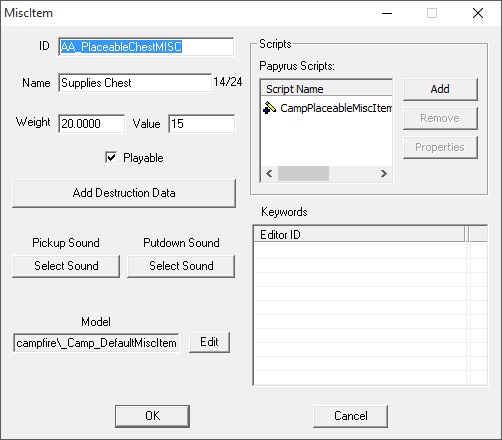 MiscItem
ID AA_PlaceableChestMISC
Name Supplies Chest 14/24
Weight 20.0000 Value 15
Playable
Add Destruction Data
Pickup Sound Putdown Sound
Select Sound Select Sound
Model
campfire\_Camp_DefaultMiscItem Edit
Scripts
Papyrus Scripts:
Script Name
CampPlaceableMiscItem
Add
Remove
Properties
Keywords
Editor ID
OK Cancel